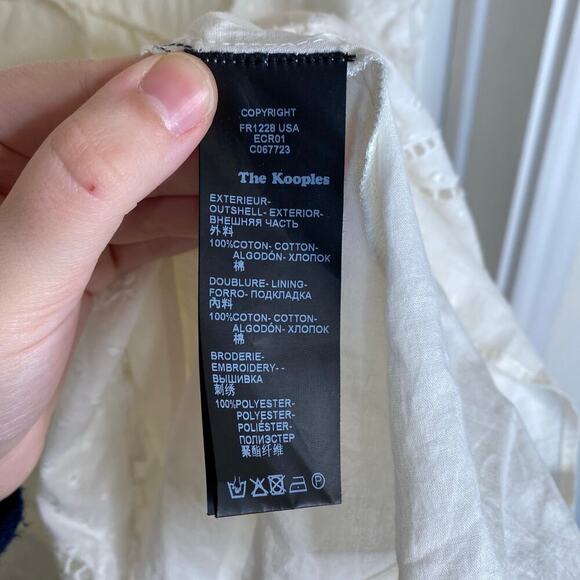 COPYRIGHT
FR1228 USA
ECR01
C067723
The Kooples
EXTERIEUR-
OUTSHELL- EXTERIOR-
ВНЕШНЯЯ ЧАСТЬ
外料
100%COTON- COTTON-
ALGODÓN- ХЛОПОК
棉
DOUBLURE- LINING-
FORRO- ПОДКЛАДКА
內料
100%COTON- COTTON-
ALGODÓN- ХЛОПОК
棉
BRODERIE-
EMBROIDERY- -
ВЫШИВКА
刺绣
100%POLYESTER-
POLYESTER-
POLIÉSTER-
ПОЛИЭСТЕР
聚酯纤维
P